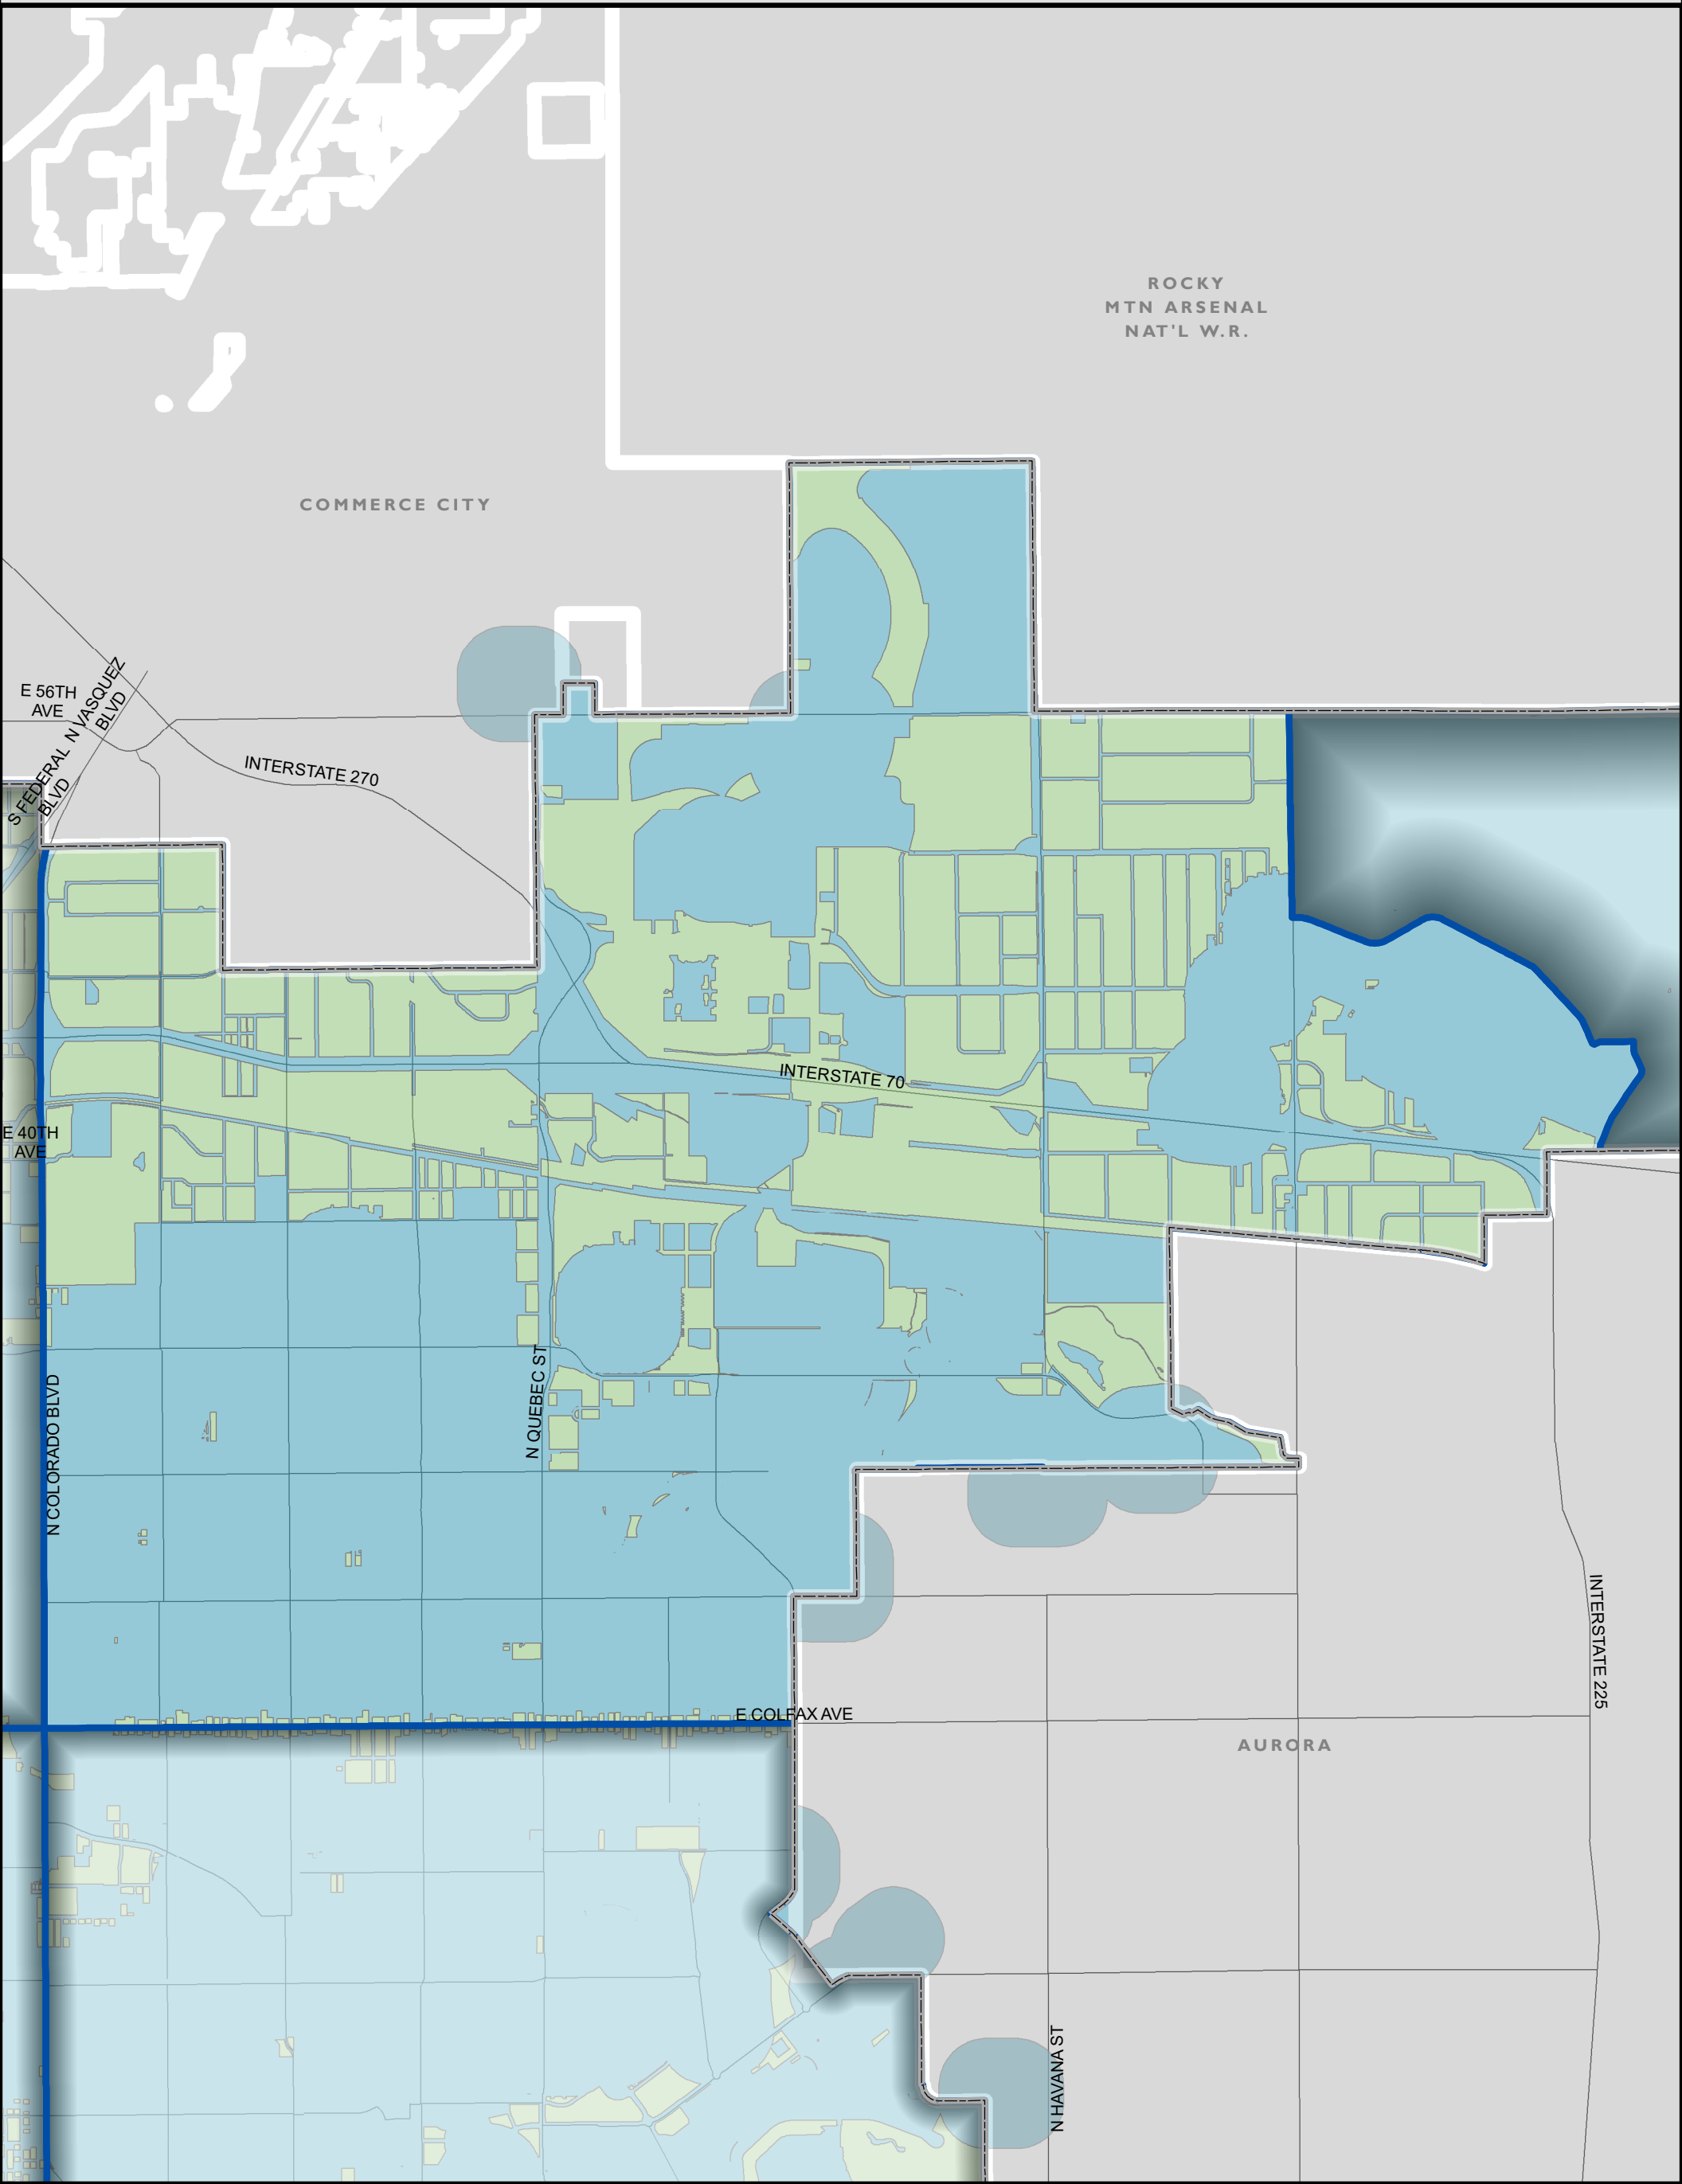 ROCKY
MTN ARSENAL
NAT'L W.R.
COMMERCE CITY
E 56TH
AVE
N VASQUEZ
BLVD
S FEDERAL
BLVD
INTERSTATE 270
INTERSTATE 70
E 40TH
AVE
N COLORADO BLVD
N QUEBEC ST
INTERSTATE 225
E COLFAX AVE
AURORA
N HAVANA ST